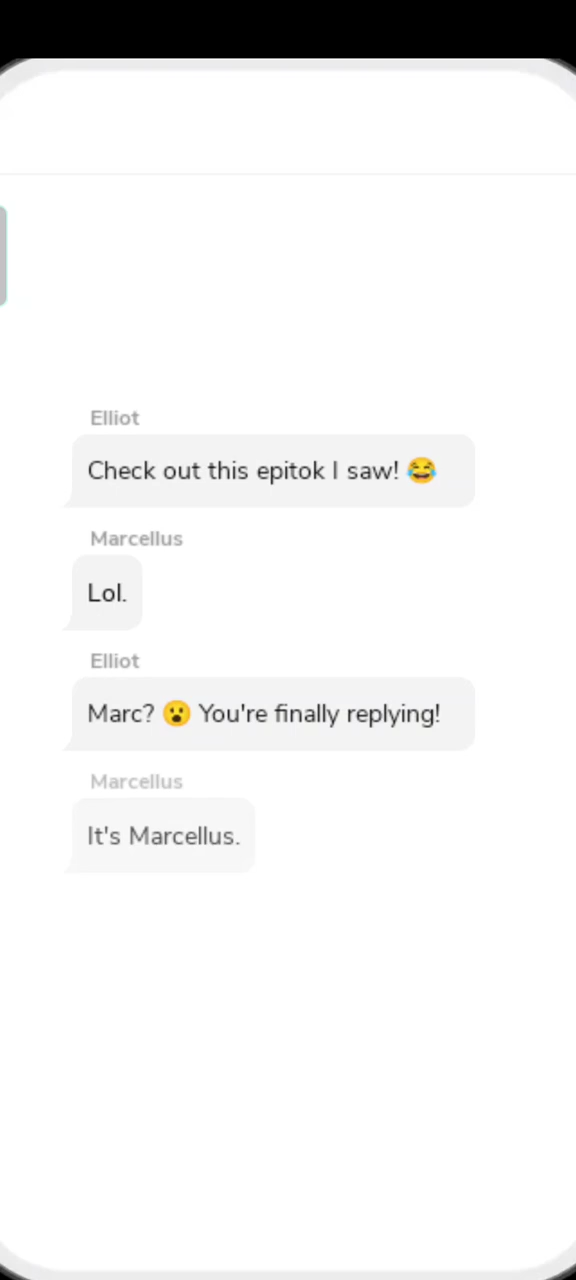 Elliot
Check out this epitok I saw! 😂
Marcellus
Lol.
Elliot
Marc? 😮 You're finally replying!
Marcellus
It's Marcellus.